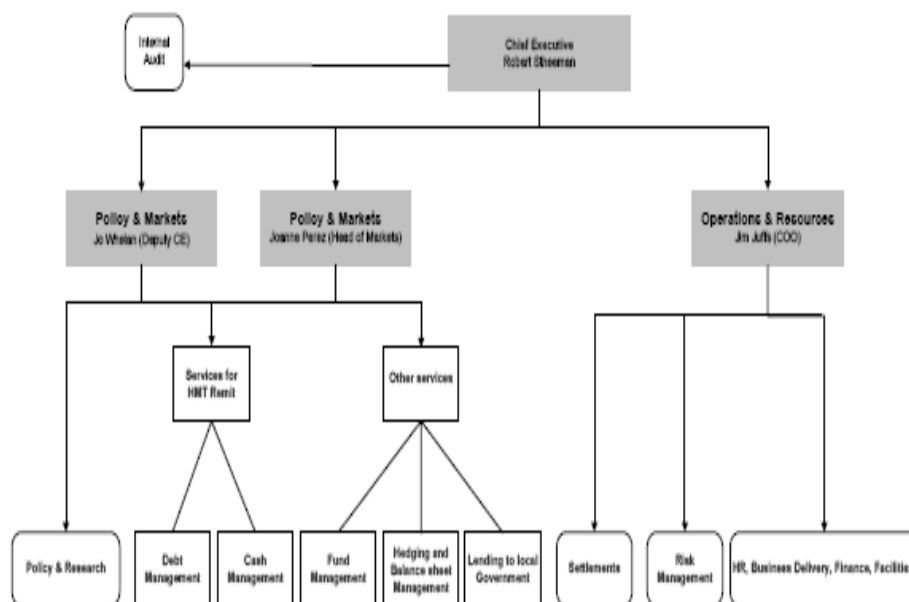 Internal
Audit
Chief Executive
Robert Stheeman
Policy & Markets
Jo Whelan (Deputy CE)
Policy & Markets
Joanne Perez (Head of Markets)
Operations & Resources
Jim Juffs (COO)
Services for
HMT Remit
Other services
Policy & Research
Debt
Management
Cash
Management
Fund
Management
Hedging and
Balance sheet
Management
Lending to local
Government
Settlements
Risk
Management
HR, Business Delivery, Finance, Facilities